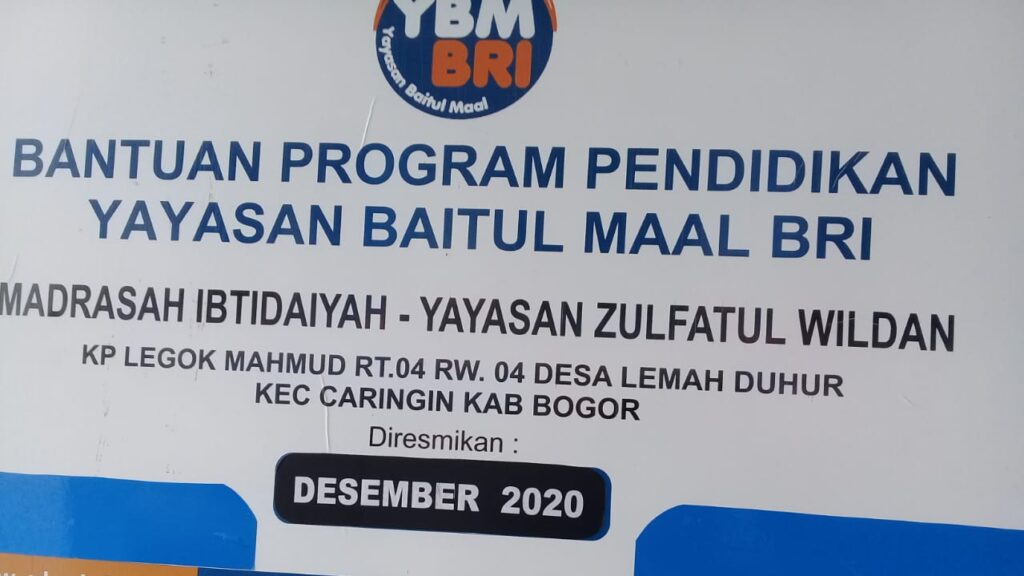 YBM
BRI
Yayasan Baitul Maal
BANTUAN PROGRAM PENDIDIKAN
YAYASAN BAITUL MAAL BRI
MADRASAH IBTIDAIYAH - YAYASAN ZULFATUL WILDAN
KP LEGOK MAHMUD RT.04 RW. 04 DESA LEMAH DUHUR
KEC CARINGIN KAB BOGOR
Diresmikan :
DESEMBER 2020